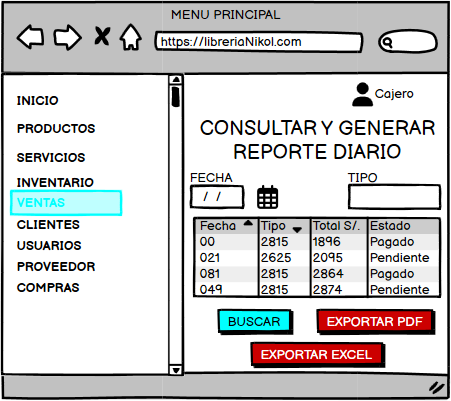 MENU PRINCIPAL
https://libreriaNikol.com
INICIO
PRODUCTOS
SERVICIOS
INVENTARIO
VENTAS
CLIENTES
USUARIOS
PROVEEDOR
COMPRAS
Cajero
CONSULTAR Y GENERAR
REPORTE DIARIO
FECHA TIPO
/ /
Fecha Tipo Total S/. Estado
00 2815 1896 Pagado
021 2625 2095 Pendiente
081 2815 2864 Pagado
049 2815 2874 Pendiente
BUSCAR EXPORTAR PDF
EXPORTAR EXCEL